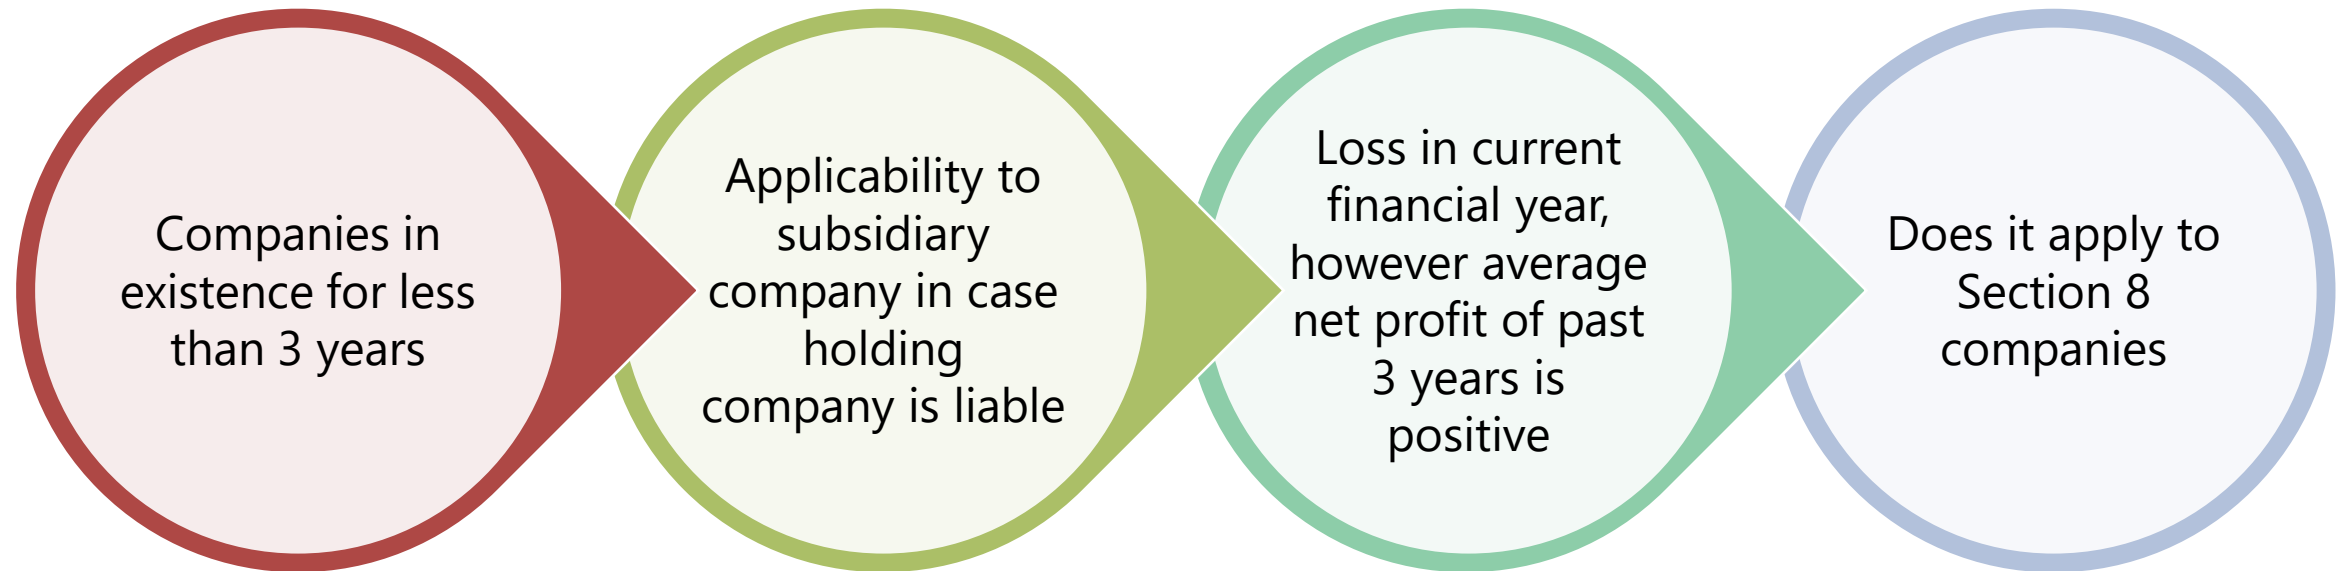 Companies in
existence for less
than 3 years
Applicability to
subsidiary
company in case
holding
company is liable
Loss in current
financial year,
however average
net profit of past
3 years is
positive
Does it apply to
Section 8
companies